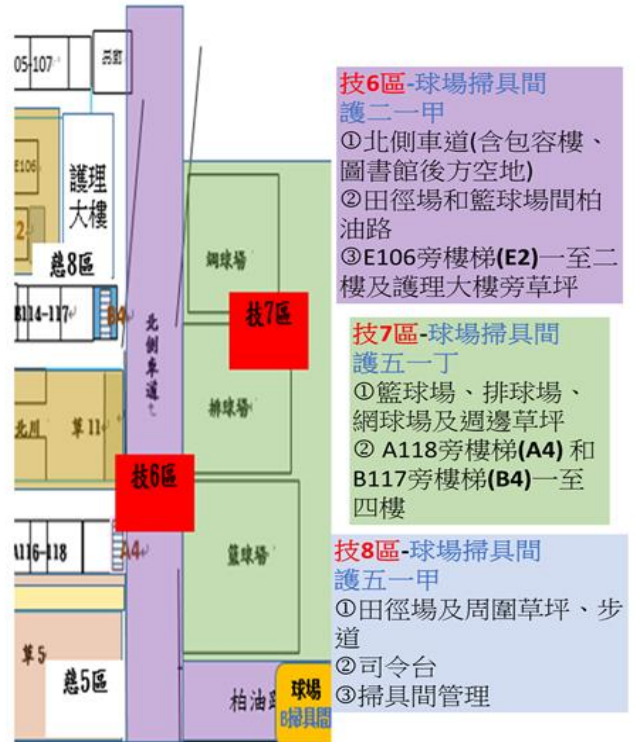 05-107
E106
護理
大樓
2
慈8區
B114-117
B4
北側車道
北川
草11
技6區
A116-118
A4
草5
慈5區
網球場
技7區
排球場
籃球場
柏油
球場
B掃具間
技6區-球場掃具間
護二一甲
①北側車道(含包容樓、
圖書館後方空地)
②田徑場和籃球場間柏
油路
③E106旁樓梯(E2)一至二
樓及護理大樓旁草坪
技7區-球場掃具間
護五一丁
①籃球場、排球場、
網球場及週邊草坪
② A118旁樓梯(A4) 和
B117旁樓梯(B4)一至
四樓
技8區-球場掃具間
護五一甲
①田徑場及周圍草坪、步
道
②司令台
③掃具間管理